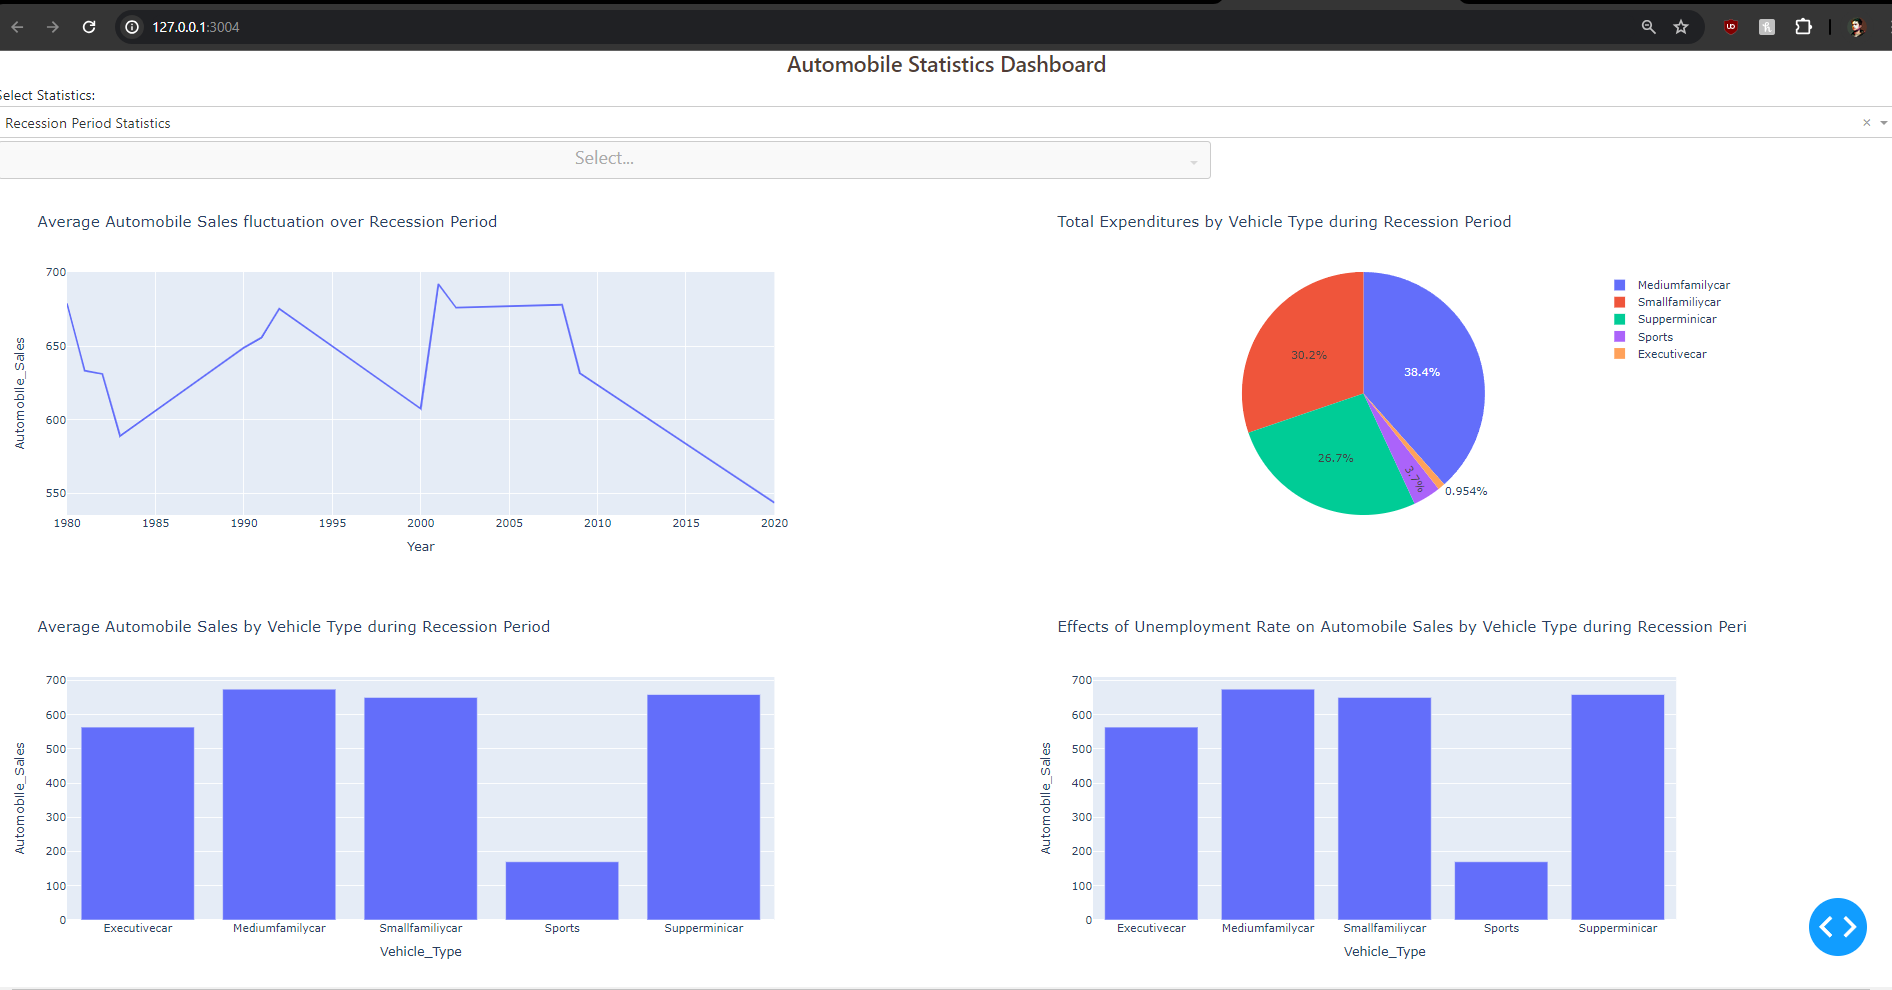 127.0.0.1:3004
Automobile Statistics Dashboard
Select Statistics:
Recession Period Statistics
Select...
Average Automobile Sales fluctuation over Recession Period
700
650
600
550
Automobile_Sales
1980 1985 1990 1995 2000 2005 2010 2015 2020
Year
Total Expenditures by Vehicle Type during Recession Period
38.4%
30.2%
26.7%
3.7%
0.954%
Mediumfamilycar
Smallfamiliycar
Supperminicar
Sports
Executivecar
Average Automobile Sales by Vehicle Type during Recession Period
700
600
500
400
300
200
100
0
Automobile_Sales
Executivecar Mediumfamilycar Smallfamiliycar Sports Supperminicar
Vehicle_Type
Effects of Unemployment Rate on Automobile Sales by Vehicle Type during Recession Peri
700
600
500
400
300
200
100
0
Automobile_Sales
Executivecar Mediumfamilycar Smallfamiliycar Sports Supperminicar
Vehicle_Type